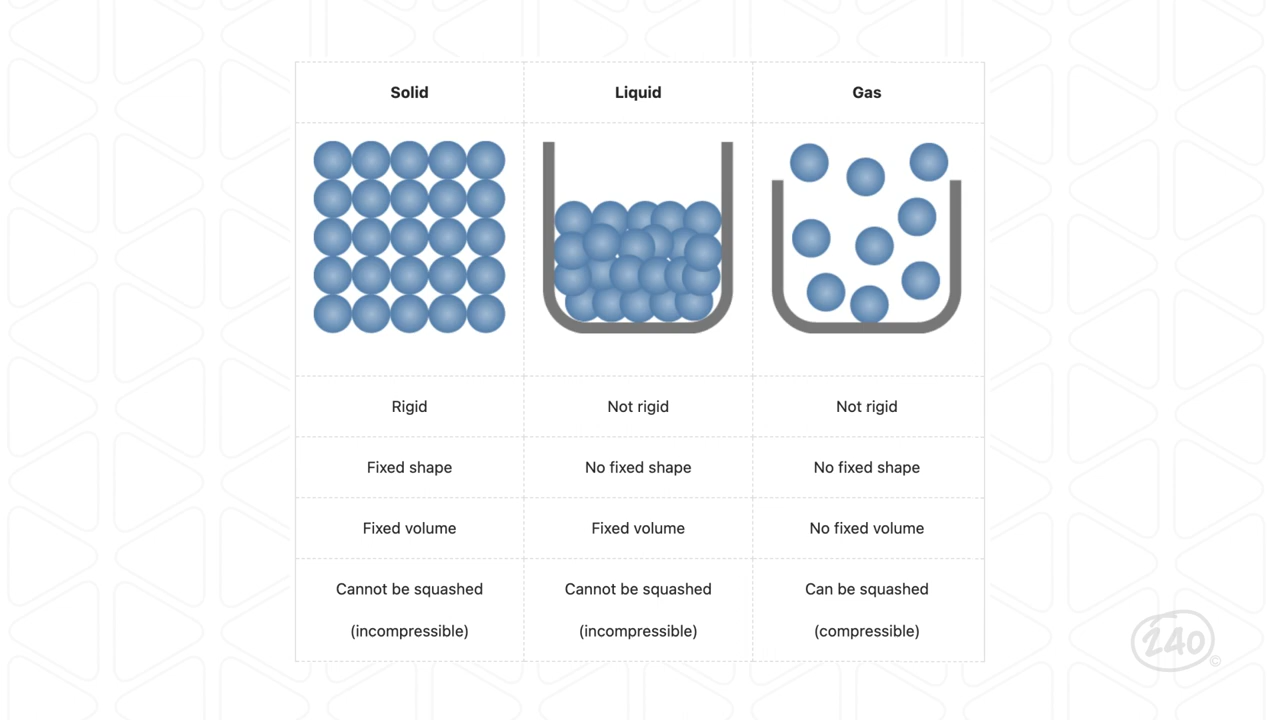 Solid
Liquid
Gas
Rigid
Not rigid
Not rigid
Fixed shape
No fixed shape
No fixed shape
Fixed volume
Fixed volume
No fixed volume
Cannot be squashed
(incompressible)
Cannot be squashed
(incompressible)
Can be squashed
(compressible)
240
©